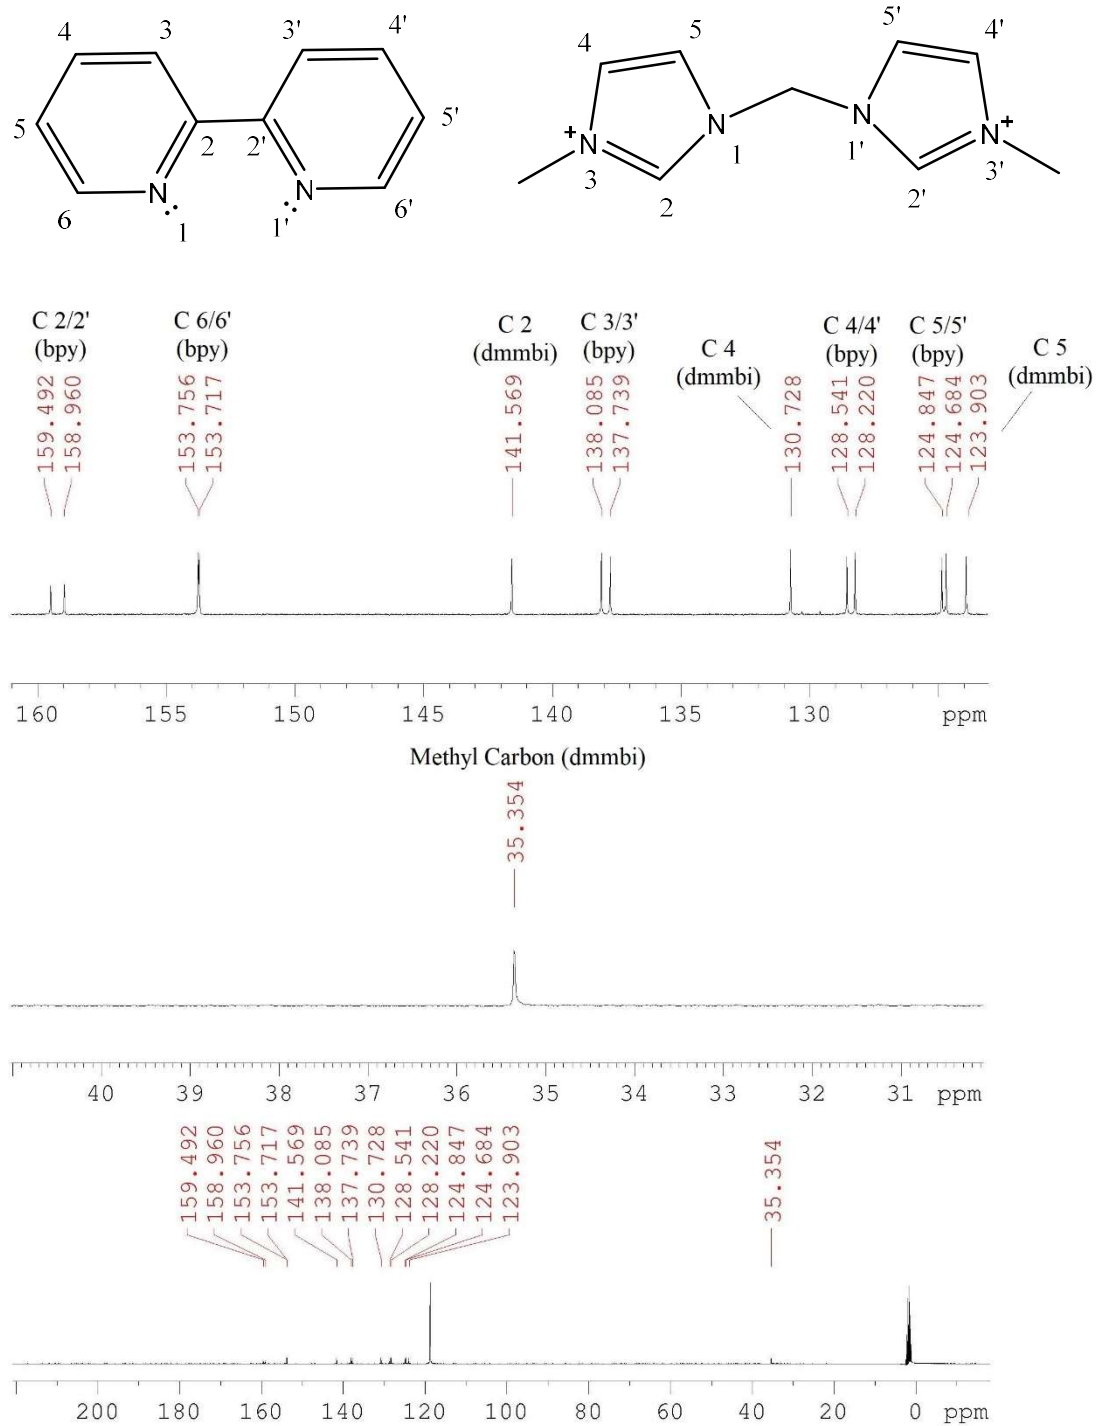 4 3 3' 4'
5 2 2' 5'
6 N N 6'
1 1'
5 5' 4'
4
N N
+ N 1 1' N +
3 3'
2 2'
C 2/2' C 6/6' C 2 C 3/3' C 4 C 4/4' C 5/5' C 5
(bpy) (bpy) (dmmbi) (bpy) (dmmbi) (bpy) (bpy) (dmmbi)
159.492
158.960
153.756
153.717
141.569
138.085
137.739
130.728
128.541
128.220
124.847
124.684
123.903
160 155 150 145 140 135 130 ppm
Methyl Carbon (dmmbi)
35.354
40 39 38 37 36 35 34 33 32 31 ppm
159.492
158.960
153.756
153.717
141.569
138.085
137.739
130.728
128.541
128.220
124.847
124.684
123.903
35.354
200 180 160 140 120 100 80 60 40 20 0 ppm